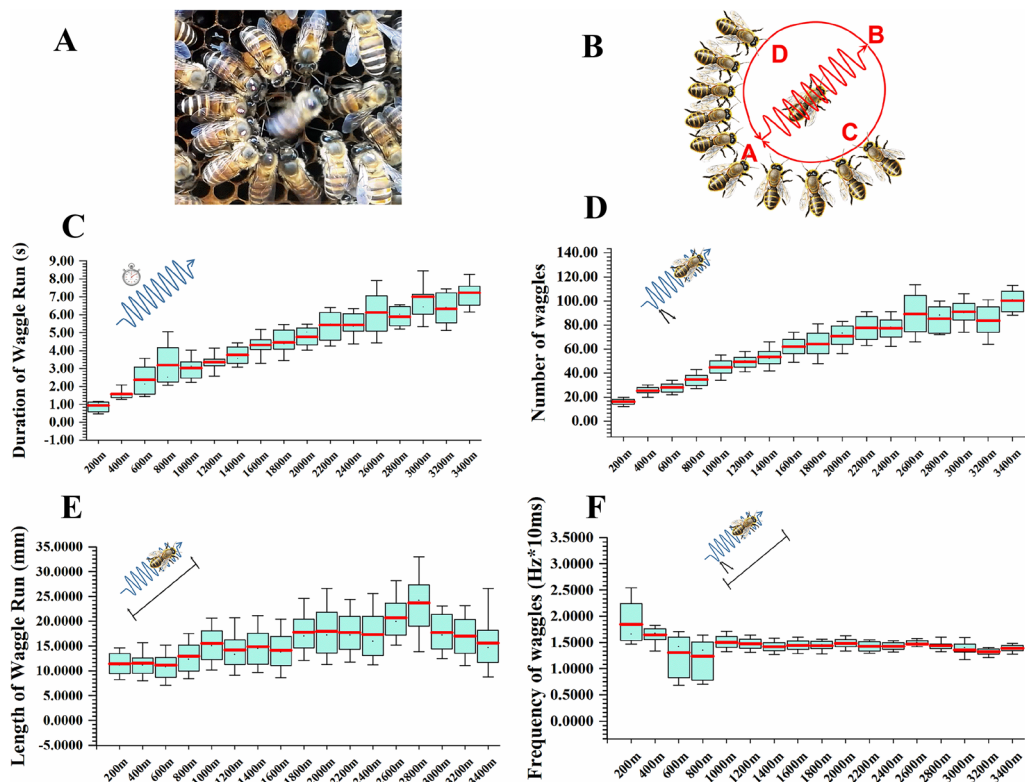 A
B
D
B
C
A
C
Duration of Waggle Run (s)
9.00
8.00
7.00
6.00
5.00
4.00
3.00
2.00
1.00
0.00
-1.00
200m
400m
600m
800m
1000m
1200m
1400m
1600m
1800m
2000m
2200m
2400m
2600m
2800m
3000m
3200m
3400m
D
Number of waggles
140.00
120.00
100.00
80.00
60.00
40.00
20.00
0.00
200m
400m
600m
800m
1000m
1200m
1400m
1600m
1800m
2000m
2200m
2400m
2600m
2800m
3000m
3200m
3400m
E
Length of Waggle Run (mm)
35.0000
30.0000
25.0000
20.0000
15.0000
10.0000
5.0000
0.0000
-5.0000
200m
400m
600m
800m
1000m
1200m
1400m
1600m
1800m
2000m
2200m
2400m
2600m
2800m
3000m
3200m
3400m
F
Frequency of waggles (Hz*10ms)
3.5000
3.0000
2.5000
2.0000
1.5000
1.0000
0.5000
0.0000
200m
400m
600m
800m
1000m
1200m
1400m
1600m
1800m
2000m
2200m
2400m
2600m
2800m
3000m
3200m
3400m